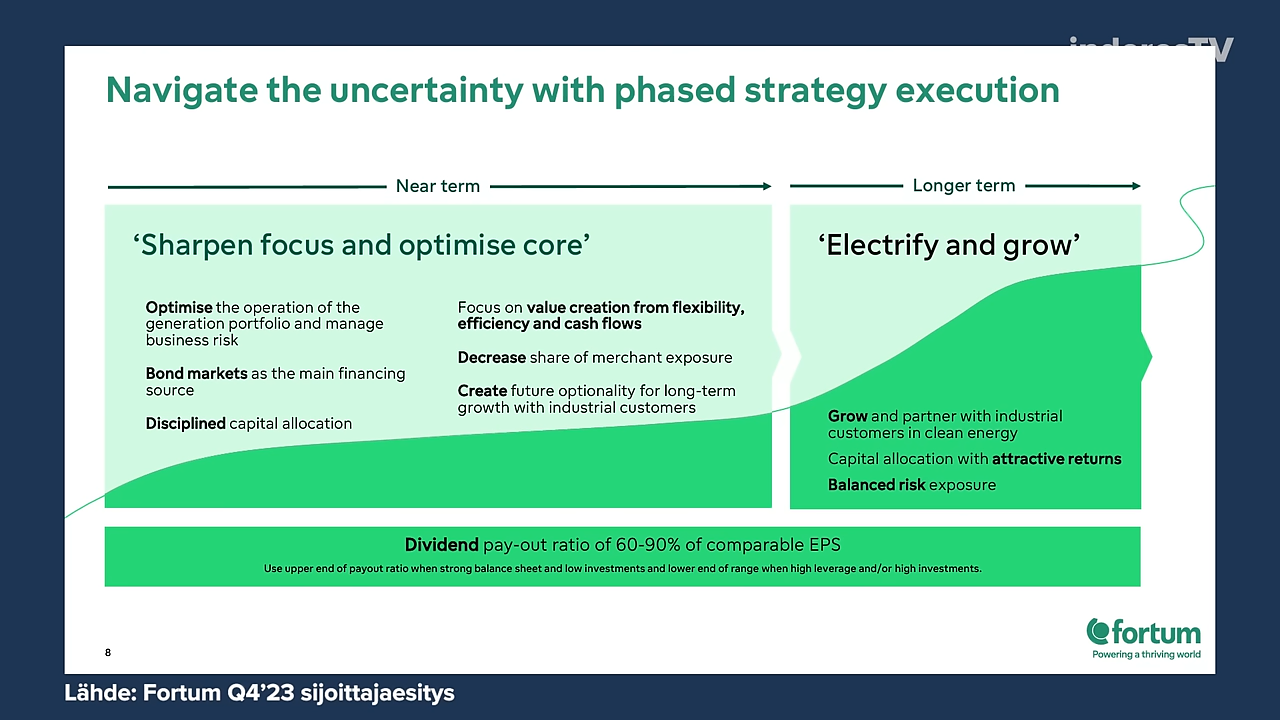 inderesTV
Navigate the uncertainty with phased strategy execution
Near term
Longer term
‘Sharpen focus and optimise core’
Optimise the operation of the
generation portfolio and manage
business risk
Bond markets as the main financing
source
Disciplined capital allocation
Focus on value creation from flexibility,
efficiency and cash flows
Decrease share of merchant exposure
Create future optionality for long-term
growth with industrial customers
‘Electrify and grow’
Grow and partner with industrial
customers in clean energy
Capital allocation with attractive returns
Balanced risk exposure
Dividend pay-out ratio of 60-90% of comparable EPS
Use upper end of payout ratio when strong balance sheet and low investments and lower end of range when high leverage and/or high investments.
8
fortum
Powering a thriving world
Lähde: Fortum Q4’23 sijoittajaesitys